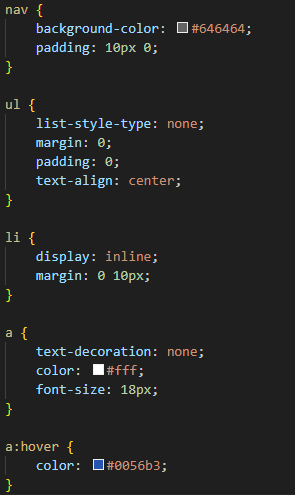 nav {
    background-color: #646464;
    padding: 10px 0;
}

ul {
    list-style-type: none;
    margin: 0;
    padding: 0;
    text-align: center;
}

li {
    display: inline;
    margin: 0 10px;
}

a {
    text-decoration: none;
    color: #fff;
    font-size: 18px;
}

a:hover {
    color: #0056b3;
}